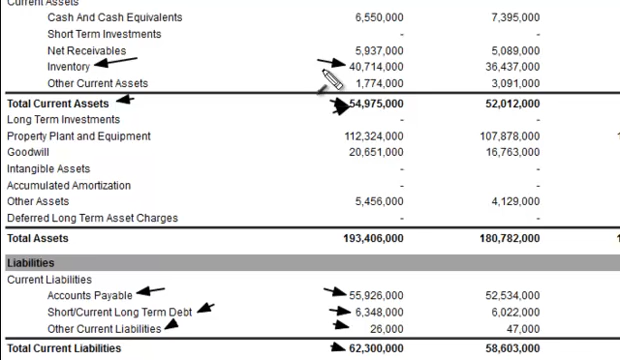 Current Assets
Cash And Cash Equivalents 6,550,000 7,395,000
Short Term Investments - -
Net Receivables 5,937,000 5,089,000
Inventory 40,714,000 36,437,000
Other Current Assets 1,774,000 3,091,000
Total Current Assets 54,975,000 52,012,000
Long Term Investments - -
Property Plant and Equipment 112,324,000 107,878,000 1
Goodwill 20,651,000 16,763,000
Intangible Assets - -
Accumulated Amortization - -
Other Assets 5,456,000 4,129,000
Deferred Long Term Asset Charges - -
Total Assets 193,406,000 180,782,000 1
Liabilities
Current Liabilities
Accounts Payable 55,926,000 52,534,000
Short/Current Long Term Debt 6,348,000 6,022,000
Other Current Liabilities 26,000 47,000
Total Current Liabilities 62,300,000 58,603,000